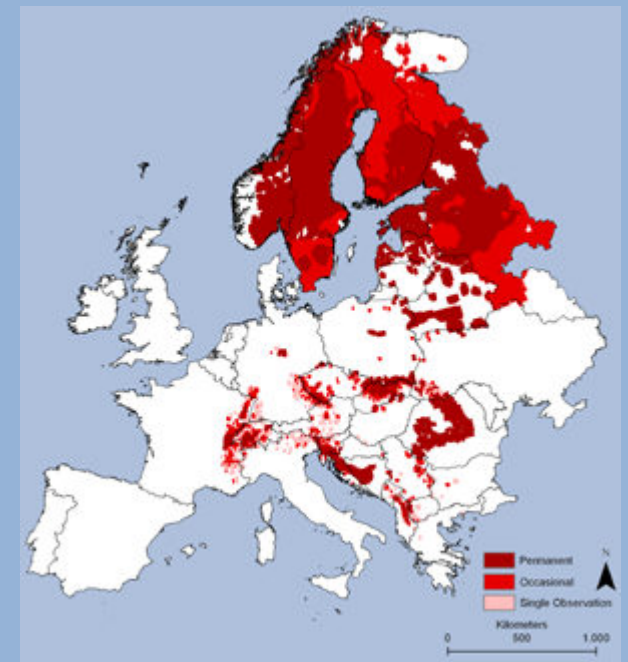 N
Permanent
Occasional
Single Observation
Kilometers
0 500 1.000